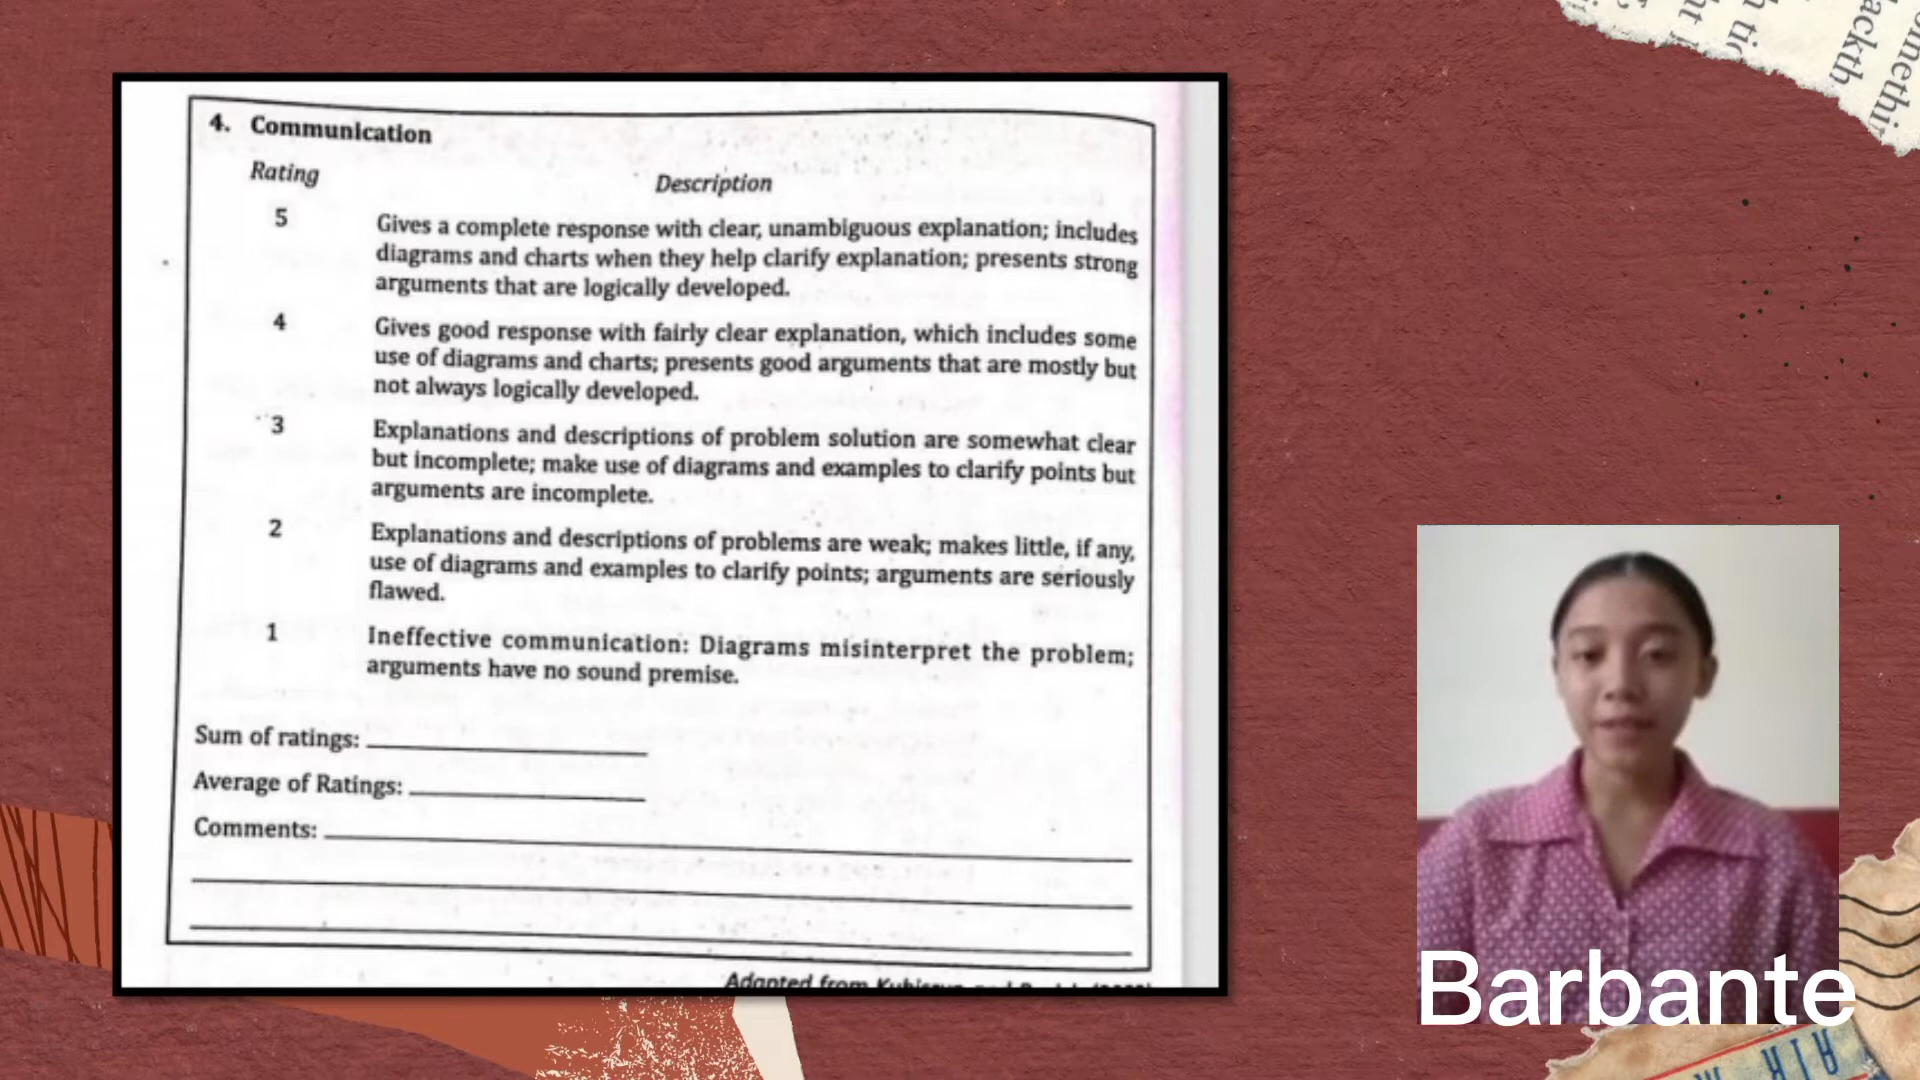 4. Communication
Rating Description
5 Gives a complete response with clear, unambiguous explanation; includes
diagrams and charts when they help clarify explanation; presents strong
arguments that are logically developed.
4 Gives good response with fairly clear explanation, which includes some
use of diagrams and charts; presents good arguments that are mostly but
not always logically developed.
3 Explanations and descriptions of problem solution are somewhat clear
but incomplete; make use of diagrams and examples to clarify points but
arguments are incomplete.
2 Explanations and descriptions of problems are weak; makes little, if any,
use of diagrams and examples to clarify points; arguments are seriously
flawed.
1 Ineffective communication: Diagrams misinterpret the problem;
arguments have no sound premise.
Sum of ratings:
Average of Ratings:
Comments:
Adapted from
Barbante
AIR